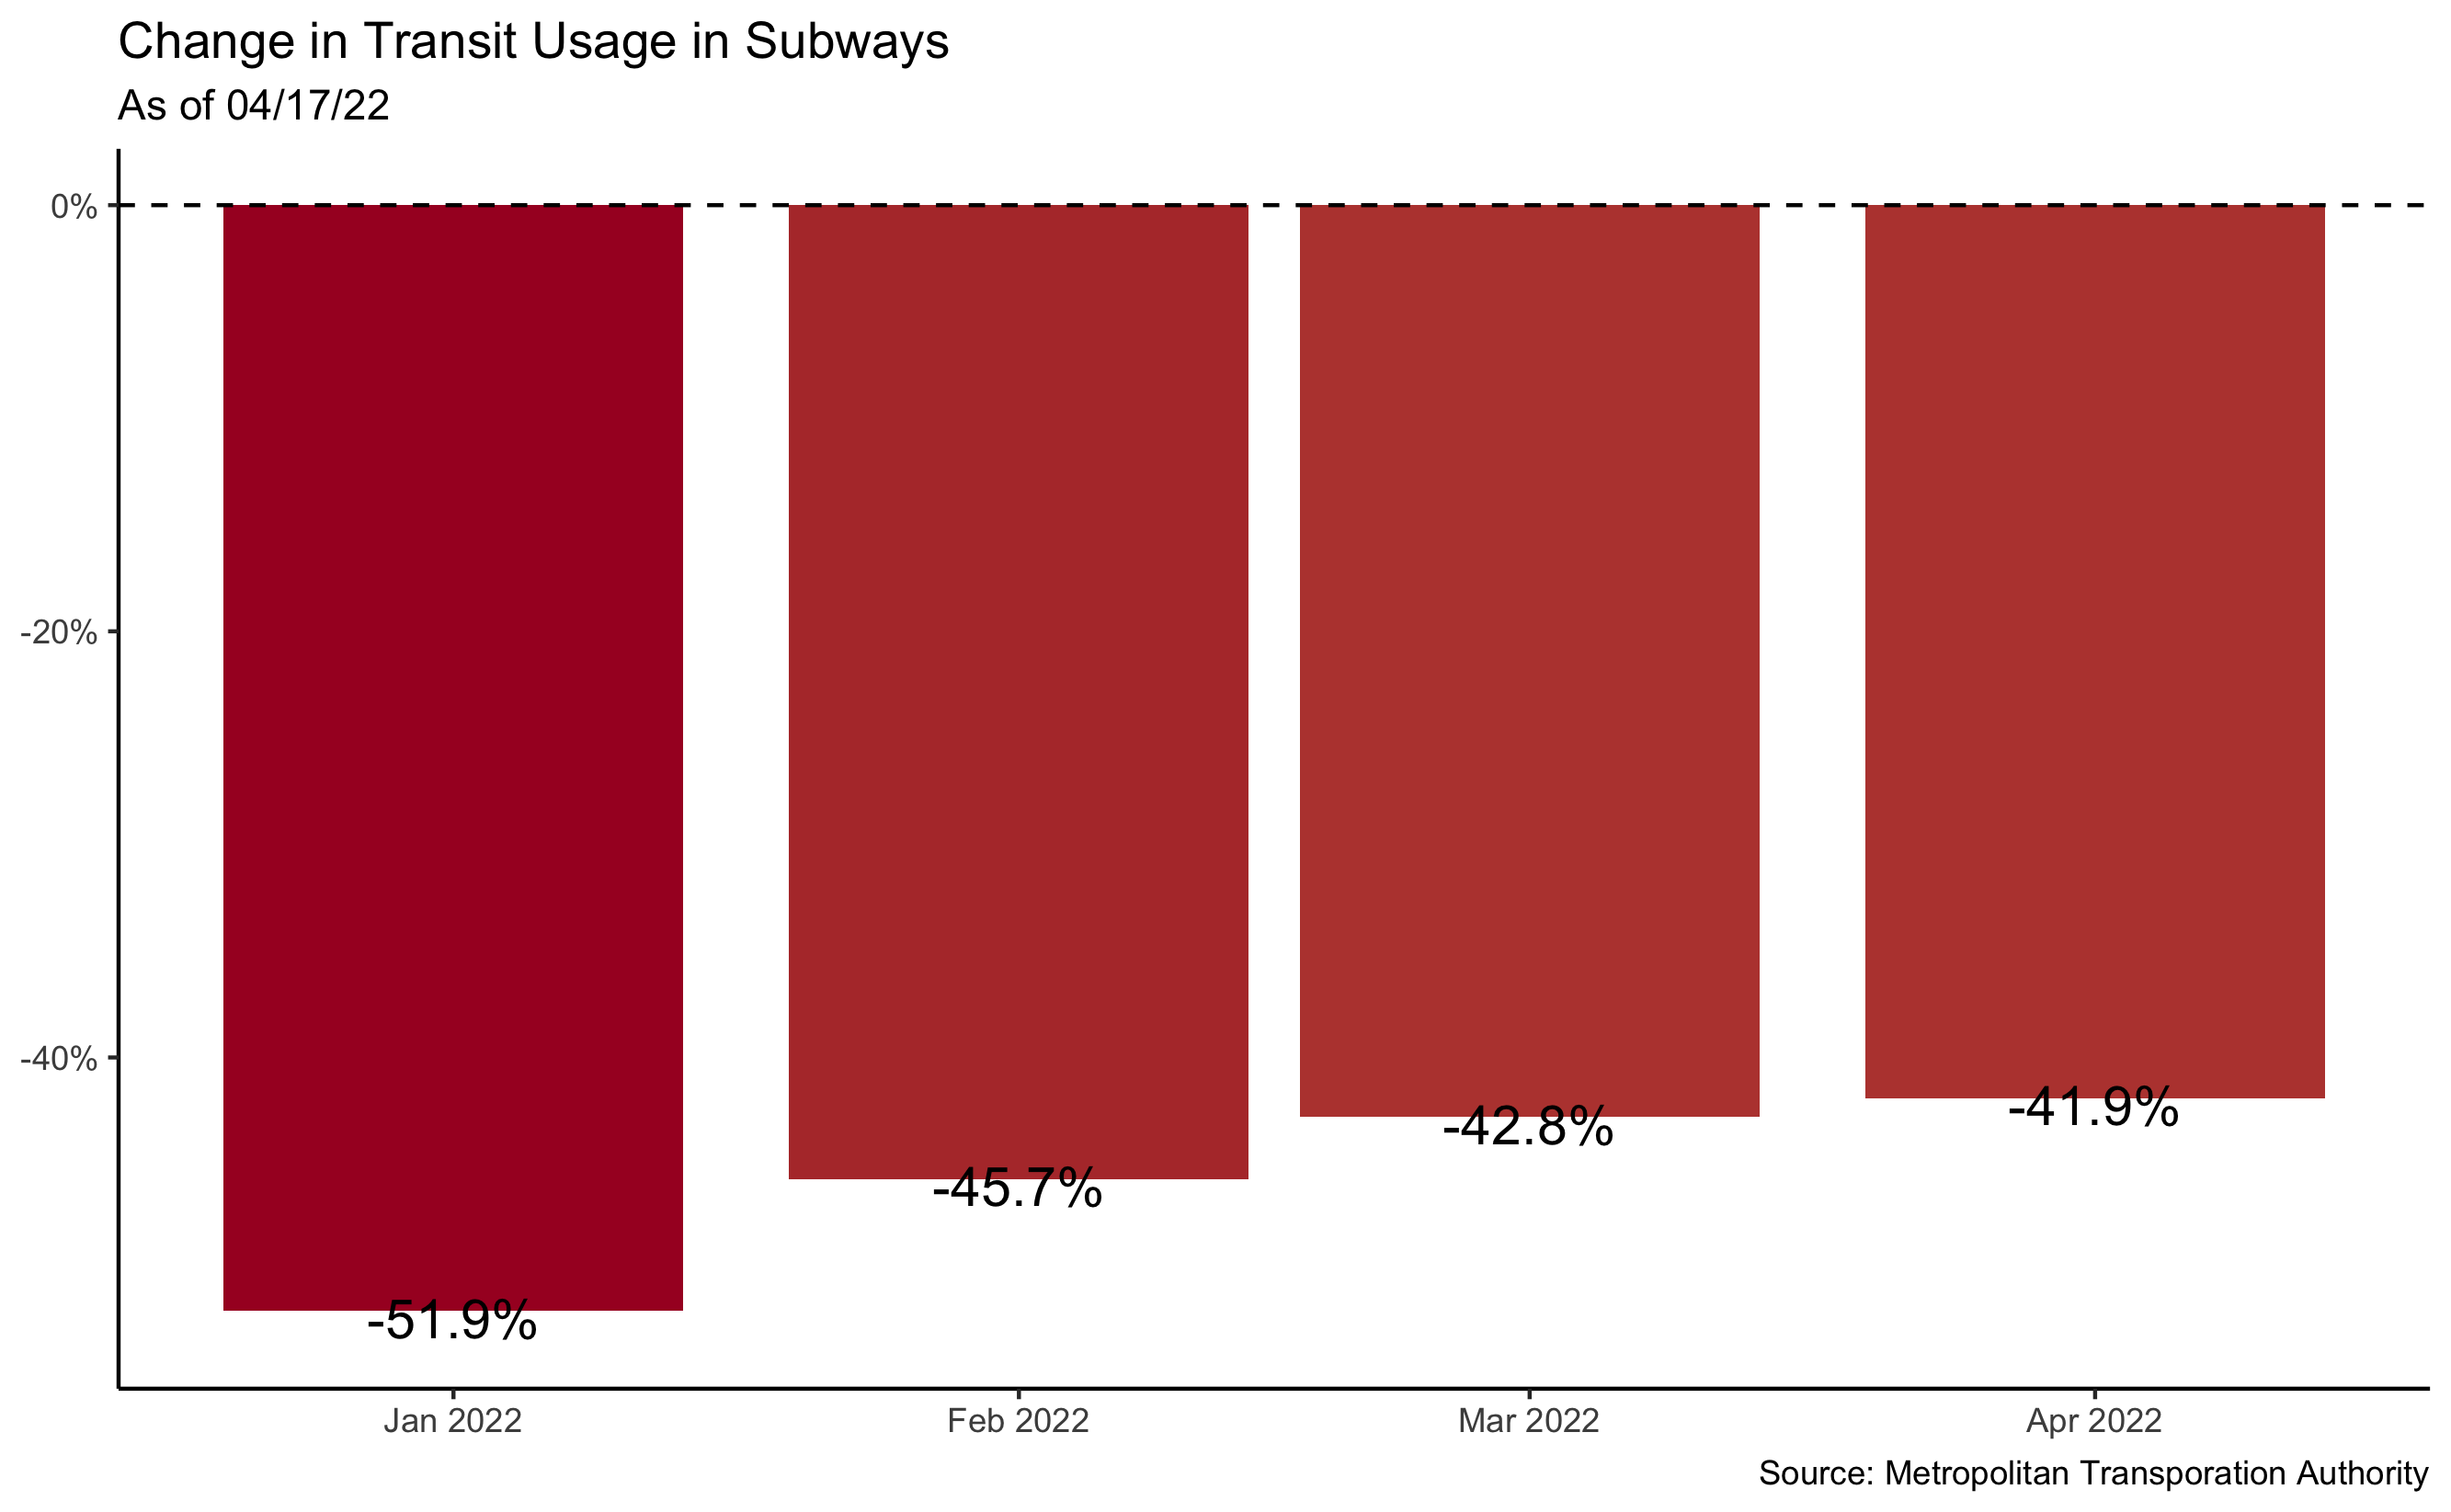 Change in Transit Usage in Subways
As of 04/17/22
0%
-20%
-40%
-51.9%
-45.7%
-42.8%
-41.9%
Jan 2022
Feb 2022
Mar 2022
Apr 2022
Source: Metropolitan Transporation Authority